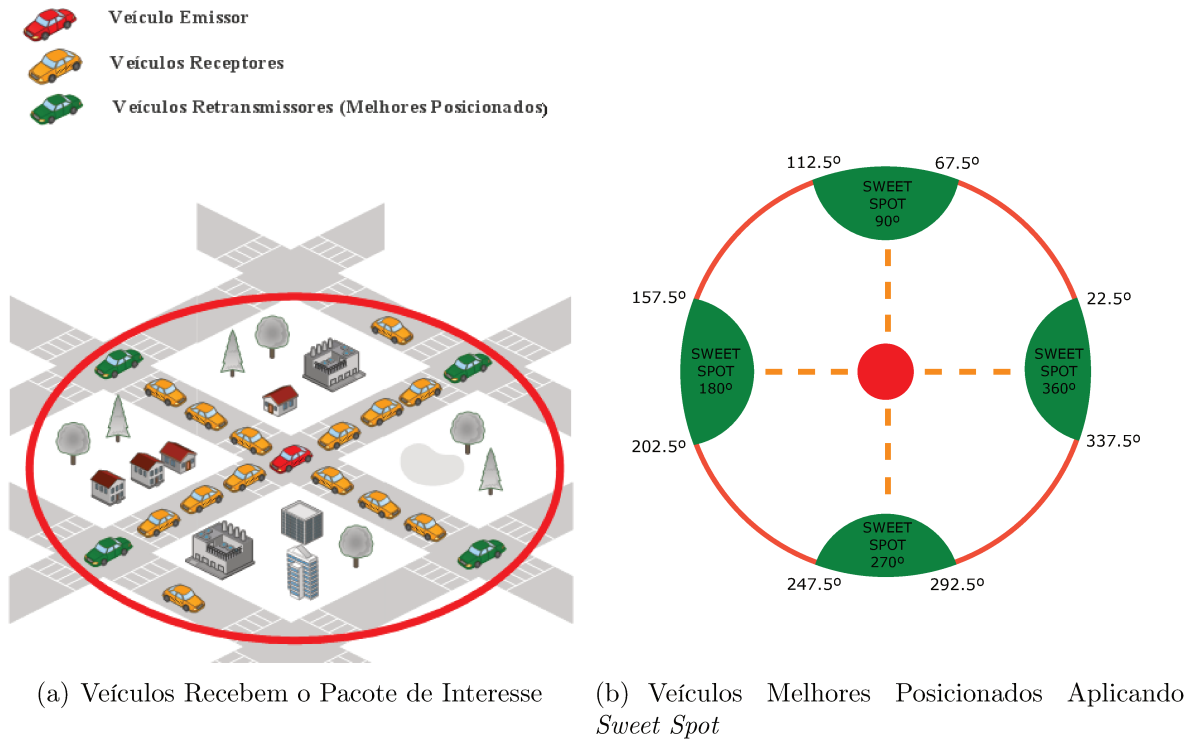 Veículo Emissor
Veículos Receptores
Veículos Retransmissores (Melhores Posicionados)
112.5º
67.5º
SWEET
SPOT
90º
157.5º
22.5º
SWEET
SPOT
180º
SWEET
SPOT
360º
202.5º
337.5º
SWEET
SPOT
270º
247.5º
292.5º
(a) Veículos Recebem o Pacote de Interesse
(b) Veículos Melhores Posicionados Aplicando
Sweet Spot